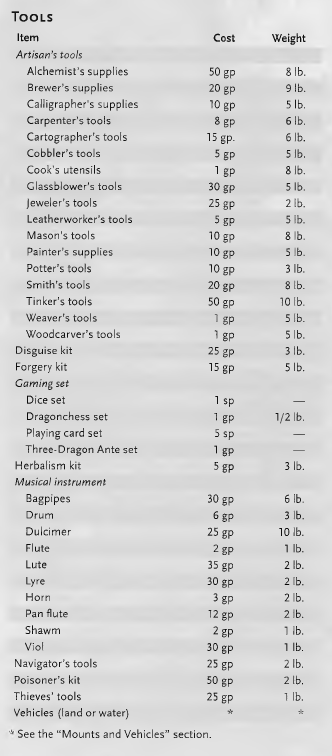 TOOLS
Item Cost Weight
Artisan's tools
Alchemist's supplies 50 gp 8 lb.
Brewer's supplies 20 gp 9 lb.
Calligrapher's supplies 10 gp 5 lb.
Carpenter's tools 8 gp 6 lb.
Cartographer's tools 15 gp. 6 lb.
Cobbler's tools 5 gp 5 lb.
Cook's utensils 1 gp 8 lb.
Glassblower's tools 30 gp 5 lb.
Jeweler's tools 25 gp 2 lb.
Leatherworker's tools 5 gp 5 lb.
Mason's tools 10 gp 8 lb.
Painter's supplies 10 gp 5 lb.
Potter's tools 10 gp 3 lb.
Smith's tools 20 gp 8 lb.
Tinker's tools 50 gp 10 lb.
Weaver's tools 1 gp 5 lb.
Woodcarver's tools 1 gp 5 lb.
Disguise kit 25 gp 3 lb.
Forgery kit 15 gp 5 lb.
Gaming set
Dice set 1 sp —
Dragonchess set 1 gp 1/2 lb.
Playing card set 5 sp —
Three-Dragon Ante set 1 gp —
Herbalism kit 5 gp 3 lb.
Musical instrument
Bagpipes 30 gp 6 lb.
Drum 6 gp 3 lb.
Dulcimer 25 gp 10 lb.
Flute 2 gp 1 lb.
Lute 35 gp 2 lb.
Lyre 30 gp 2 lb.
Horn 3 gp 2 lb.
Pan flute 12 gp 2 lb.
Shawm 2 gp 1 lb.
Viol 30 gp 1 lb.
Navigator's tools 25 gp 2 lb.
Poisoner's kit 50 gp 2 lb.
Thieves' tools 25 gp 1 lb.
Vehicles (land or water) * *
* See the "Mounts and Vehicles" section.